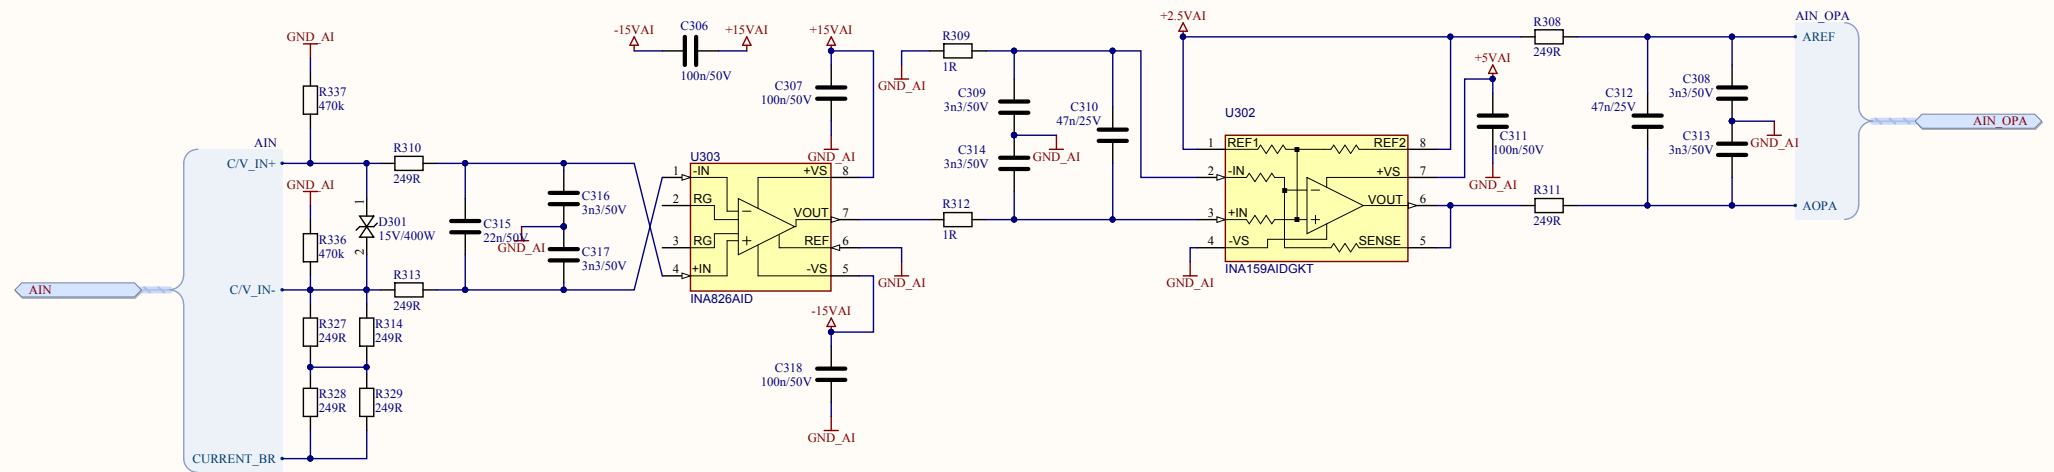 AIN
AIN
C/V_IN+
C/V_IN-
CURRENT_BR
GND_AI
R337
470k
GND_AI
R336
470k
1
D301
15V/400W
2
R327
249R
R314
249R
R328
249R
R329
249R
R310
249R
R313
249R
C315
22n/50V
GND_AI
C316
3n3/50V
C317
3n3/50V
-15VAI
C306
+15VAI
100n/50V
+15VAI
C307
100n/50V
GND_AI
U303
1
-IN
2
RG
3
RG
4
+IN
+VS
8
VOUT
7
REF
6
-VS
5
INA826AID
GND_AI
-15VAI
C318
100n/50V
GND_AI
GND_AI
R309
1R
R312
1R
C309
3n3/50V
C314
3n3/50V
GND_AI
C310
47n/25V
+2.5VAI
U302
1
REF1
2
-IN
3
+IN
4
-VS
REF2
8
+VS
7
VOUT
6
SENSE
5
INA159AIDGKT
GND_AI
+5VAI
C311
100n/50V
GND_AI
R308
249R
R311
249R
C312
47n/25V
C308
3n3/50V
C313
3n3/50V
GND_AI
AIN_OPA
AREF
AOPA
AIN_OPA